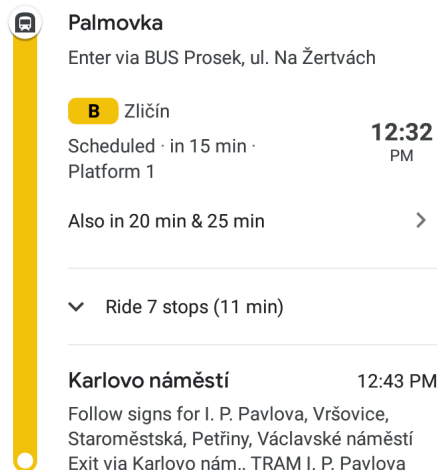 Palmovka
Enter via BUS Prosek, ul. Na Žertvách
B Zličín
12:32
PM
Scheduled · in 15 min ·
Platform 1
Also in 20 min & 25 min
Ride 7 stops (11 min)
Karlovo náměstí 12:43 PM
Follow signs for I. P. Pavlova, Vršovice,
Staroměstská, Petřiny, Václavské náměstí
Exit via Karlovo nám., TRAM I. P. Pavlova